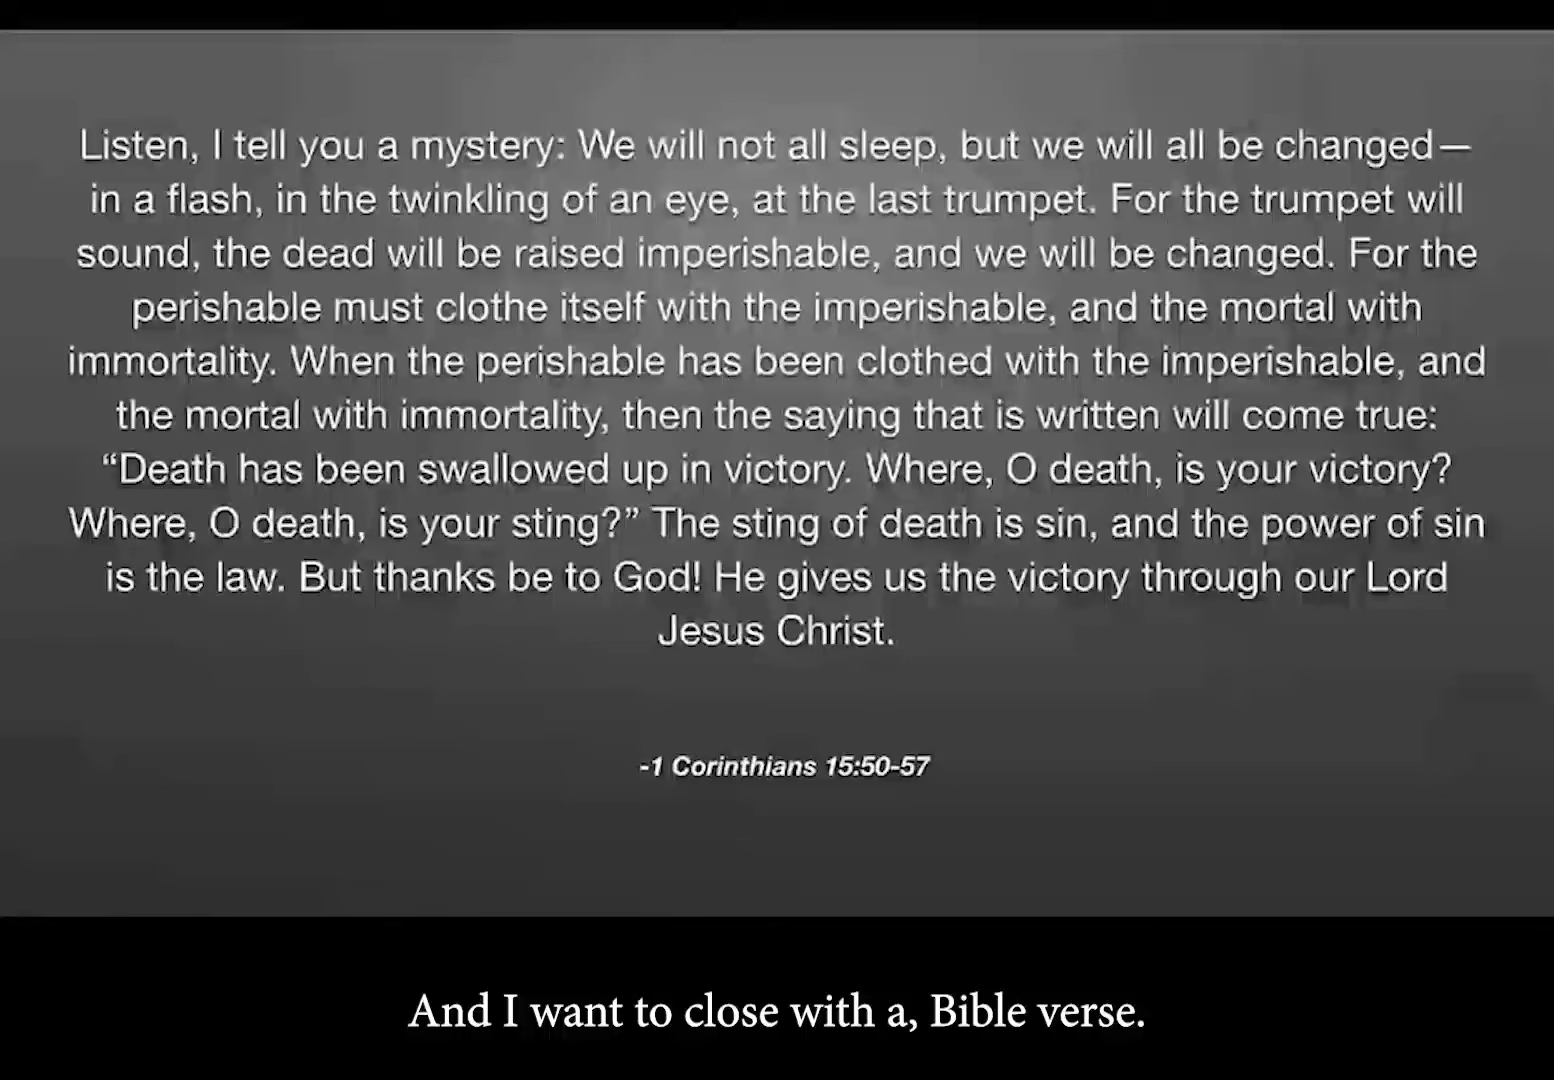 Listen, I tell you a mystery: We will not all sleep, but we will all be changed—
in a flash, in the twinkling of an eye, at the last trumpet. For the trumpet will
sound, the dead will be raised imperishable, and we will be changed. For the
perishable must clothe itself with the imperishable, and the mortal with
immortality. When the perishable has been clothed with the imperishable, and
the mortal with immortality, then the saying that is written will come true:
“Death has been swallowed up in victory. Where, O death, is your victory?
Where, O death, is your sting?” The sting of death is sin, and the power of sin
is the law. But thanks be to God! He gives us the victory through our Lord
Jesus Christ.
-1 Corinthians 15:50-57
And I want to close with a, Bible verse.